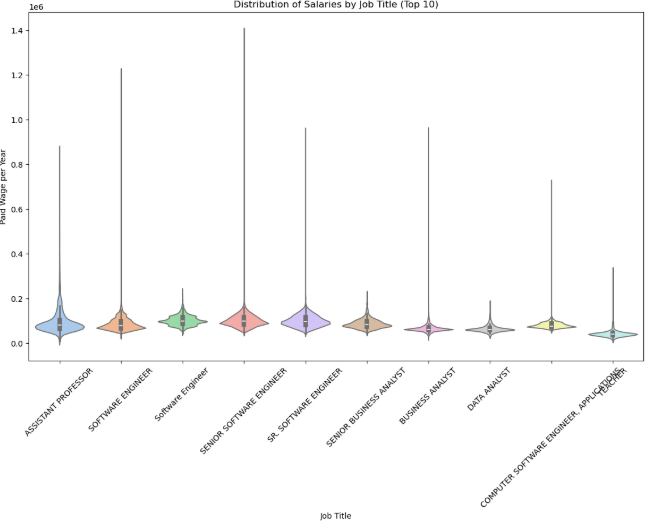 Distribution of Salaries by Job Title (Top 10)
1e6
1.4
1.2
1.0
0.8
0.6
0.4
0.2
0.0
Paid Wage per Year
ASSISTANT PROFESSOR
SOFTWARE ENGINEER
Software Engineer
SENIOR SOFTWARE ENGINEER
SR. SOFTWARE ENGINEER
SENIOR BUSINESS ANALYST
BUSINESS ANALYST
DATA ANALYST
COMPUTER SOFTWARE ENGINEER, APPLICATIONS
TEACHER
Job Title